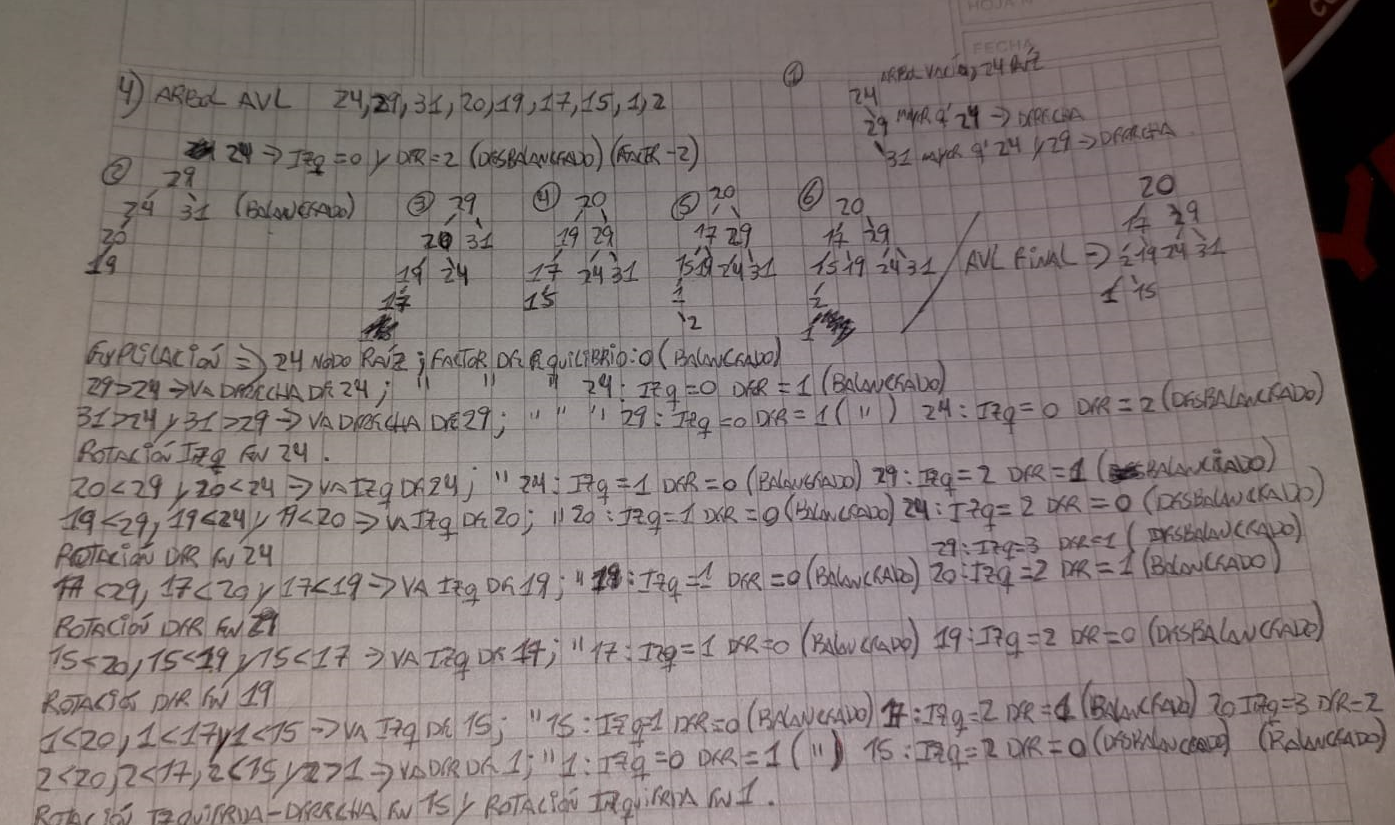 HOJA N
FECHA
4) ARBOL AVL 24,29,31,20,19,17,15,1,2
① ARBOL VACIO, 24 RAIZ
24
29 MAYOR q' 24 => DERECHA
31 mayor q' 24 y 29 => DERECHA
24 => Izq=0 y DER=2 (DESBALANCEADO) (FACTOR -2)
② 29
24 31 (BALANCEADO)
20
19
③ 29
20 31
19 24
17
④ 20
19 29
17 24 31
15
⑤ 20
17 29
15 19 24 31
1
2
⑥ 20
17 29
15 19 24 31
2
1
AVL FINAL =>
20
17 29
2 19 24 31
1 15
EXPLICACIÓN => 24 NODO RAÍZ ; FACTOR DE EQUILIBRIO: 0 (BALANCEADO)
29>24 => VA DERECHA DE 24; " " " 24: Izq=0 DER=1 (BALANCEADO)
31>24 y 31>29 => VA DERECHA DE 29; " " " 29: Izq=0 DER=1 (") 24: Izq=0 DER=2 (DESBALANCEADO)
ROTACIÓN Izq EN 24.
20<29 y 20<24 => VA Izq DE 24; " 24: Izq=1 DER=0 (BALANCEADO) 29: Izq=2 DER=1 (BALANCEADO)
19<29, 19<24 y 19<20 => VA Izq DE 20; " 20: Izq=1 DER=0 (BALANCEADO) 24: Izq=2 DER=0 (DESBALANCEADO)
29: Izq=3 DER=1 (DESBALANCEADO)
ROTACIÓN DER EN 24
17<29, 17<20 y 17<19 => VA Izq DE 19; " 19: Izq=1 DER=0 (BALANCEADO) 20: Izq=2 DER=1 (BALANCEADO)
ROTACIÓN DER EN 29
15<20, 15<19 y 15<17 => VA Izq DE 17; " 17: Izq=1 DER=0 (BALANCEADO) 19: Izq=2 DER=0 (DESBALANCEADO)
ROTACIÓN DER EN 19
1<20, 1<17 y 1<15 => VA Izq DE 15; " 15: Izq=1 DER=0 (BALANCEADO) 17: Izq=2 DER=1 (BALANCEADO) 20 Izq=3 DER=2
2<20, 2<17, 2<15 y 2>1 => VA DER DE 1; " 1: Izq=0 DER=1 (") 15: Izq=2 DER=0 (DESBALANCEADO) (BALANCEADO)
ROTACIÓN IZQUIERDA-DERECHA EN 15 y ROTACIÓN IZQUIERDA EN 1.